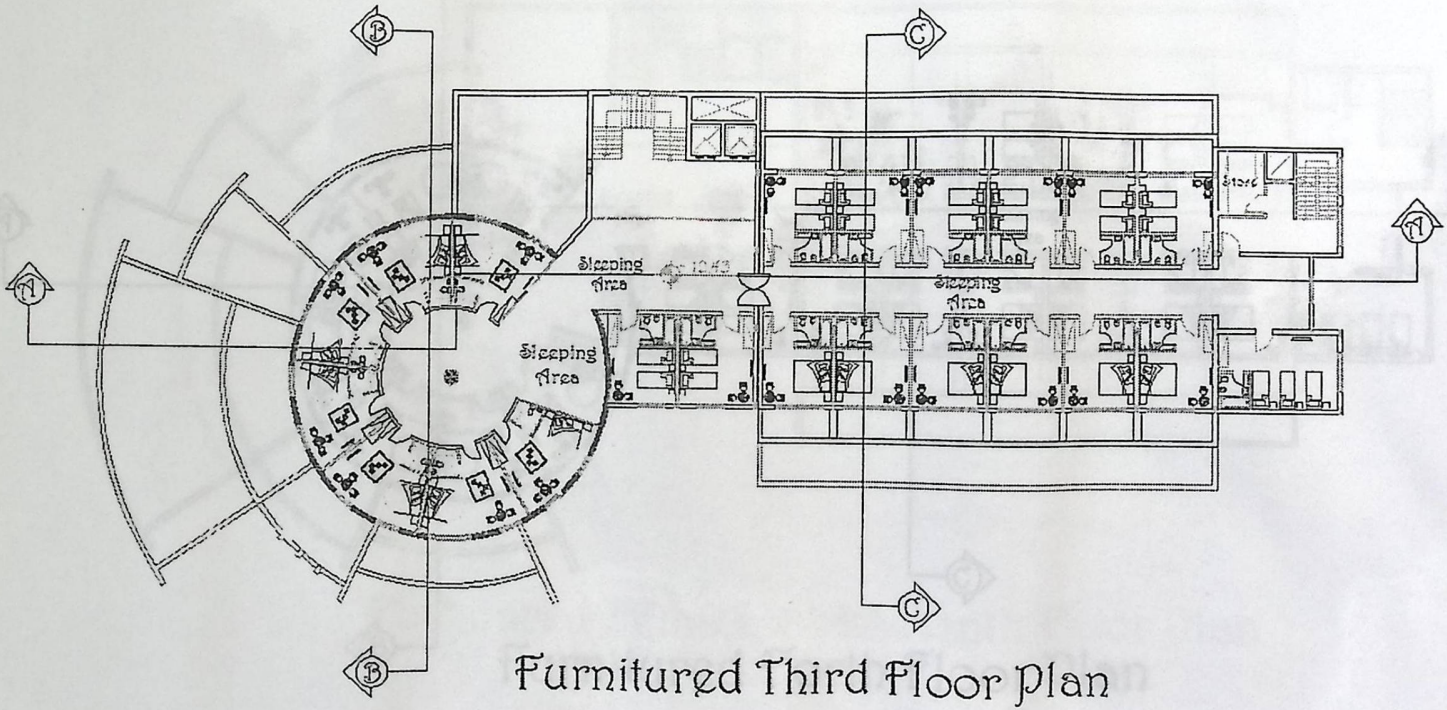 B
C
Store
A
Sleeping
Area
Sleeping
Area
A
Sleeping
Area
C
B
Furnitured Third Floor Plan